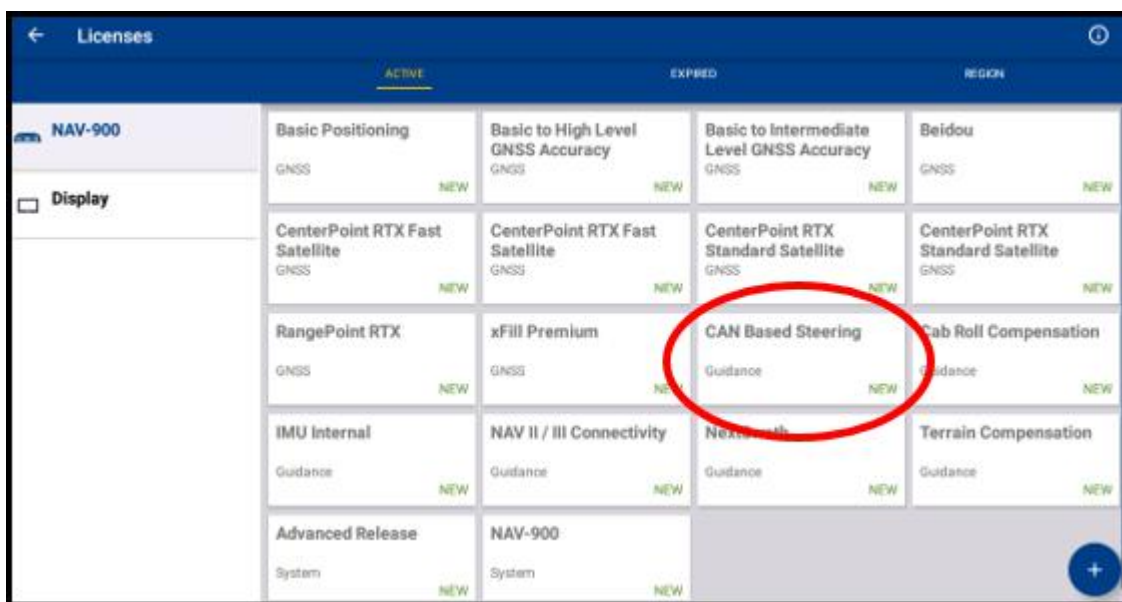 Licenses
ACTIVE
EXPIRED
REGION
NAV-900
Display
Basic Positioning
GNSS
NEW
Basic to High Level
GNSS Accuracy
GNSS
NEW
Basic to Intermediate
Level GNSS Accuracy
GNSS
NEW
Beidou
GNSS
NEW
CenterPoint RTX Fast
Satellite
GNSS
NEW
CenterPoint RTX Fast
Satellite
GNSS
NEW
CenterPoint RTX
Standard Satellite
GNSS
NEW
CenterPoint RTX
Standard Satellite
GNSS
NEW
RangePoint RTX
GNSS
NEW
xFill Premium
GNSS
NEW
CAN Based Steering
Guidance
NEW
Cab Roll Compensation
Guidance
NEW
IMU Internal
Guidance
NEW
NAV II / III Connectivity
Guidance
NEW
Guidance
NEW
Terrain Compensation
Guidance
NEW
Advanced Release
System
NEW
NAV-900
System
NEW